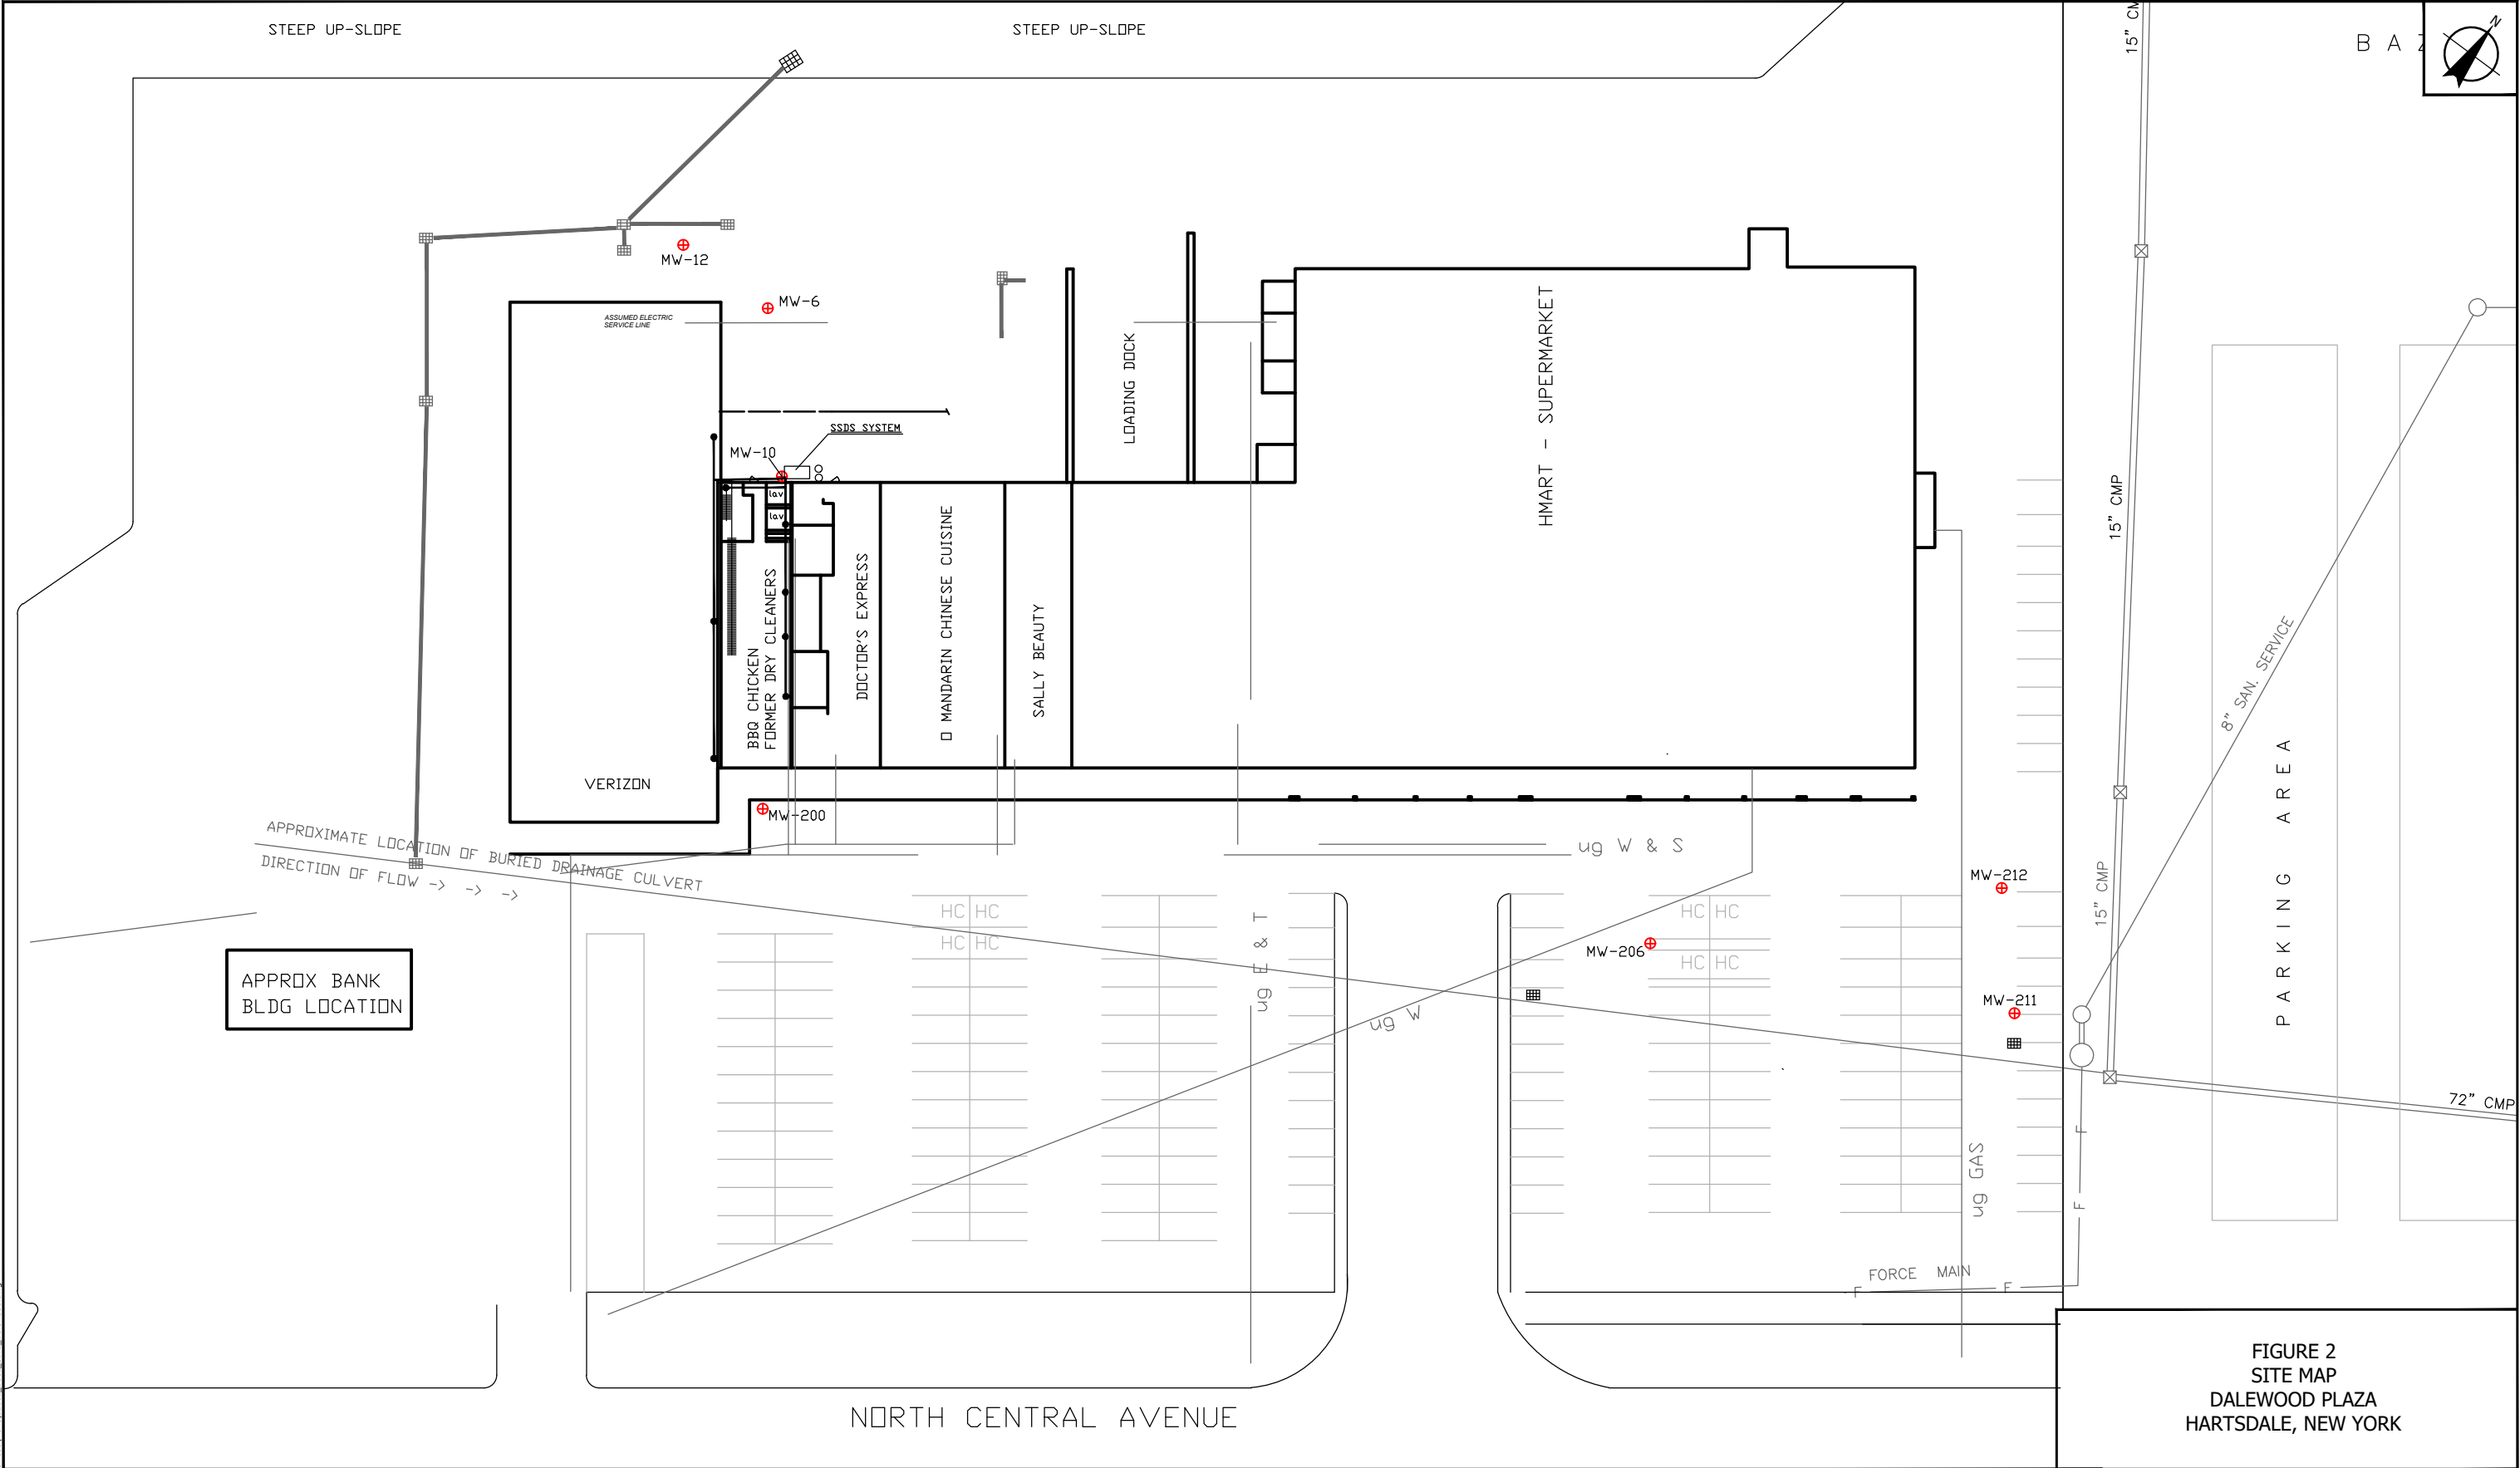 STEEP UP-SLOPE
STEEP UP-SLOPE
15" CM
B A Z
N
MW-12
MW-6
ASSUMED ELECTRIC
SERVICE LINE
LOADING DOCK
HMART - SUPERMARKET
SSDS SYSTEM
MW-10
lav
lav
BBQ CHICKEN
FORMER DRY CLEANERS
DOCTOR'S EXPRESS
O MANDARIN CHINESE CUISINE
SALLY BEAUTY
15" CMP
8" SAN. SERVICE
PARKING AREA
VERIZON
MW-200
APPROXIMATE LOCATION OF BURIED DRAINAGE CULVERT
DIRECTION OF FLOW -> -> ->
ug W & S
MW-212
15" CMP
HC HC
HC HC
ug E & T
HC HC
MW-206
HC HC
APPROX BANK
BLDG LOCATION
MW-211
ug W
72" CMP
F
ug GAS
F
FORCE MAIN
F
F
FIGURE 2
SITE MAP
DALEWOOD PLAZA
HARTSDALE, NEW YORK
NORTH CENTRAL AVENUE